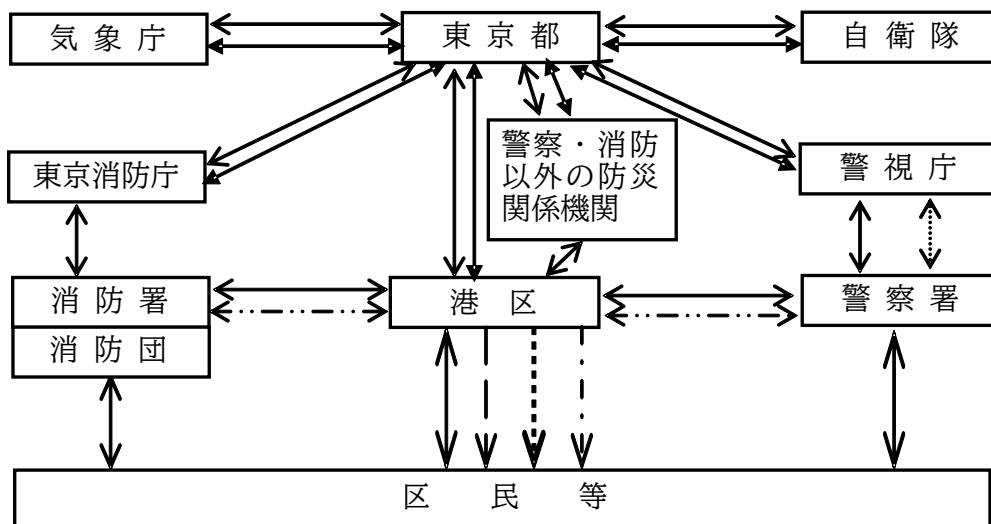 気象庁
東京都
自衛隊
東京消防庁
警察・消防
以外の防災
関係機関
警視庁
消防署
港区
警察署
消防団
区民等